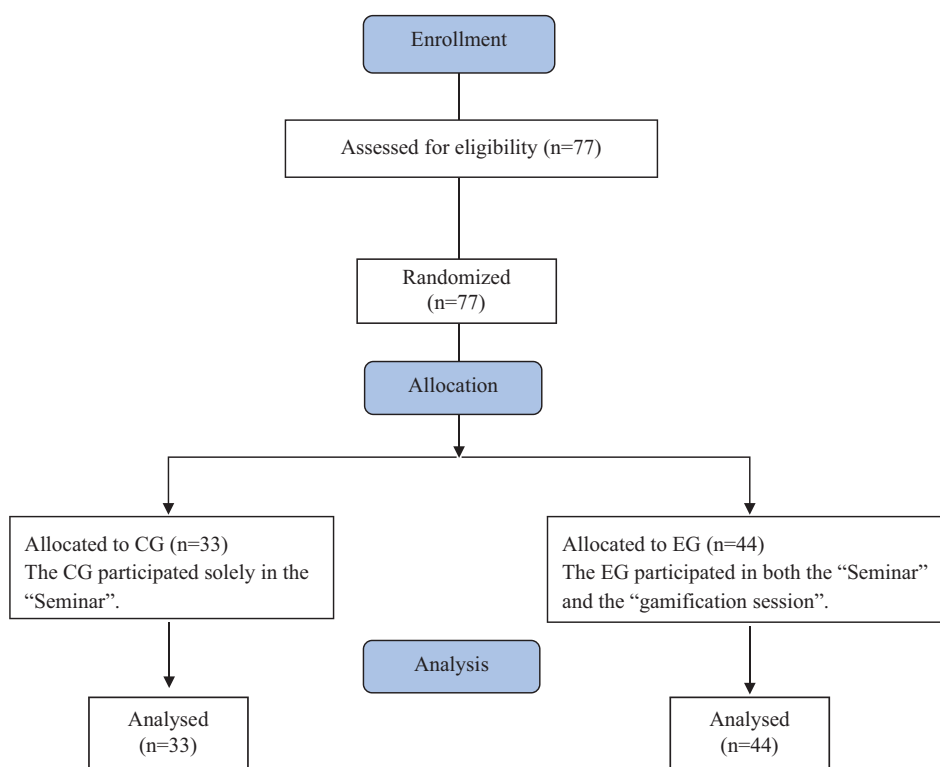 Enrollment
Assessed for eligibility (n=77)
Randomized
(n=77)
Allocation
Allocated to CG (n=33)
The CG participated solely in the
“Seminar”.
Allocated to EG (n=44)
The EG participated in both the “Seminar”
and the “gamification session”.
Analysis
Analysed
(n=33)
Analysed
(n=44)